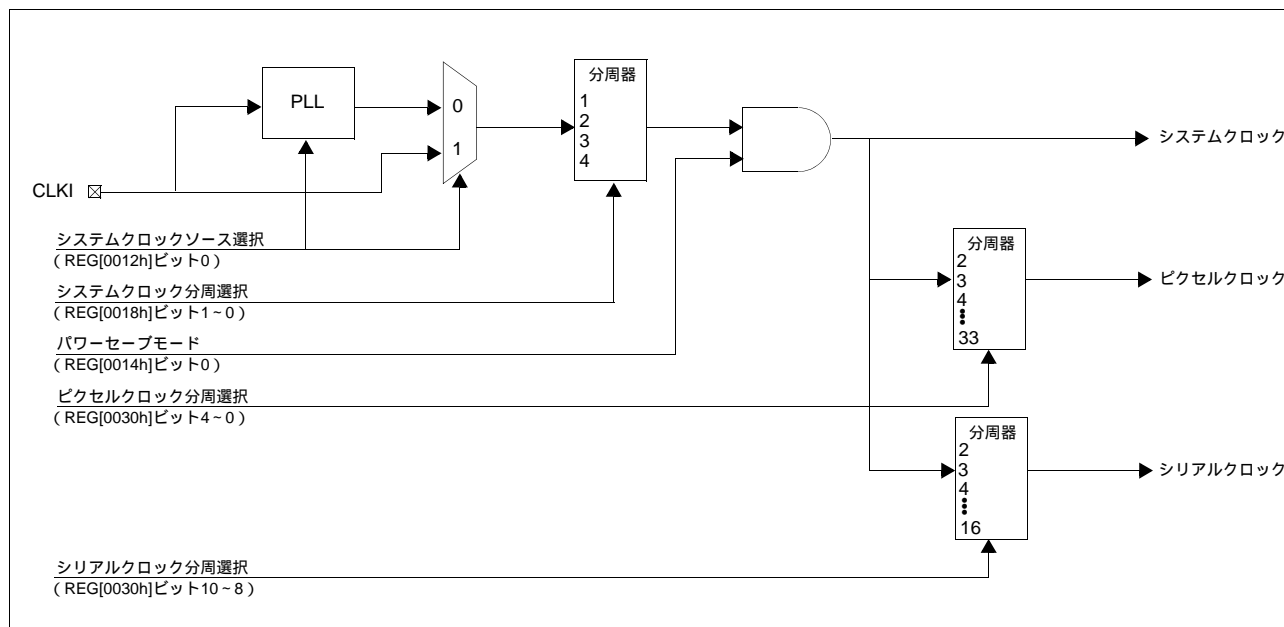 分周器
PLL
0
1
1
2
3
4
システムクロック
CLKI
システムクロックソース選択
（REG[0012h]ビット0）
システムクロック分周選択
（REG[0018h]ビット1~0）
パワーセーブモード
（REG[0014h]ビット0）
ピクセルクロック分周選択
（REG[0030h]ビット4~0）
分周器
2
3
4
33
ピクセルクロック
分周器
2
3
4
16
シリアルクロック
シリアルクロック分周選択
（REG[0030h]ビット10~8）